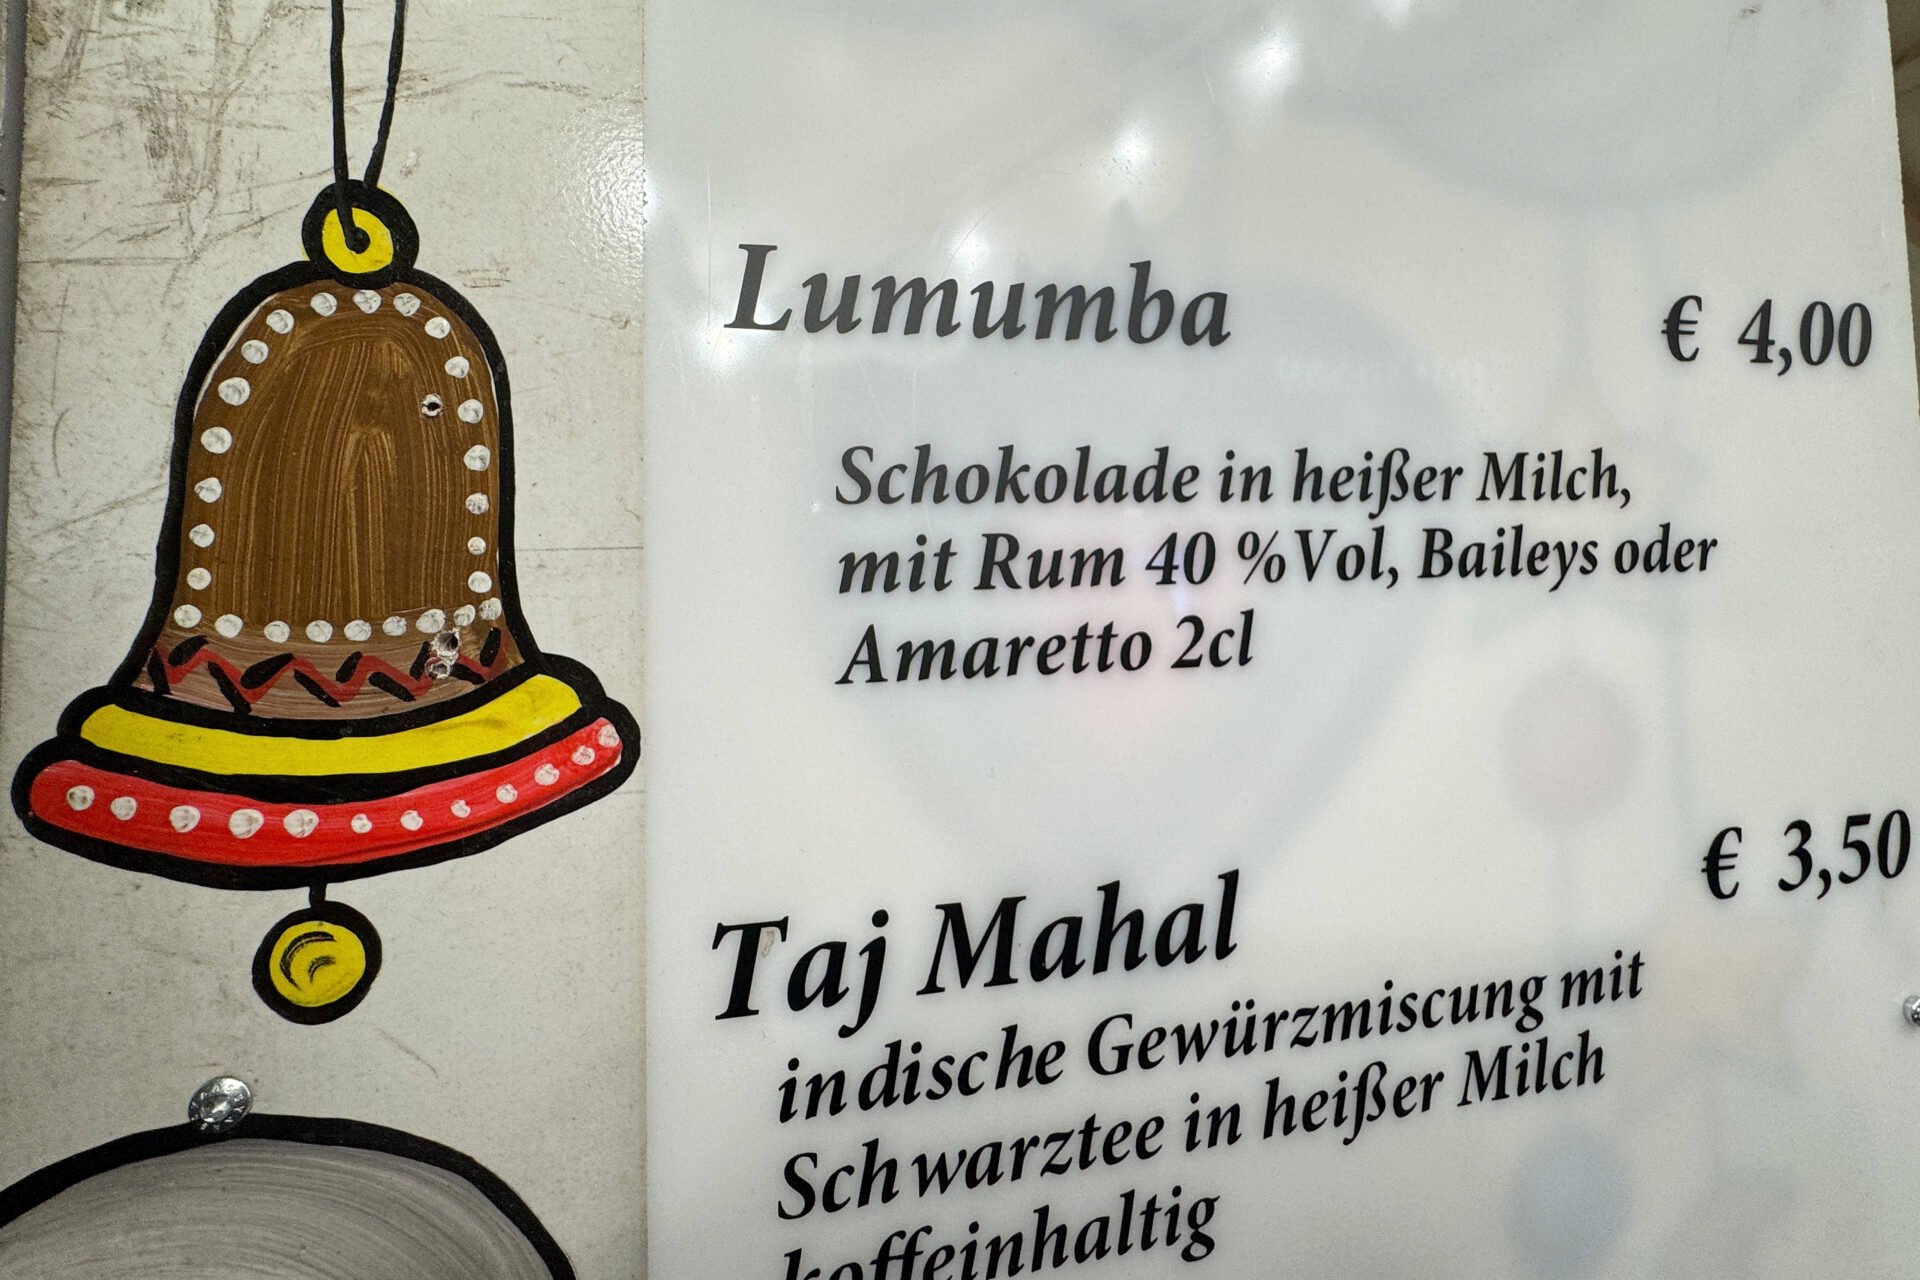 Lumumba
€ 4,00
Schokolade in heißer Milch,
mit Rum 40 %Vol, Baileys oder
Amaretto 2cl
€ 3,50
Taj Mahal
indische Gewürzmiscung mit
Schwarztee in heißer Milch
koffeinhaltig